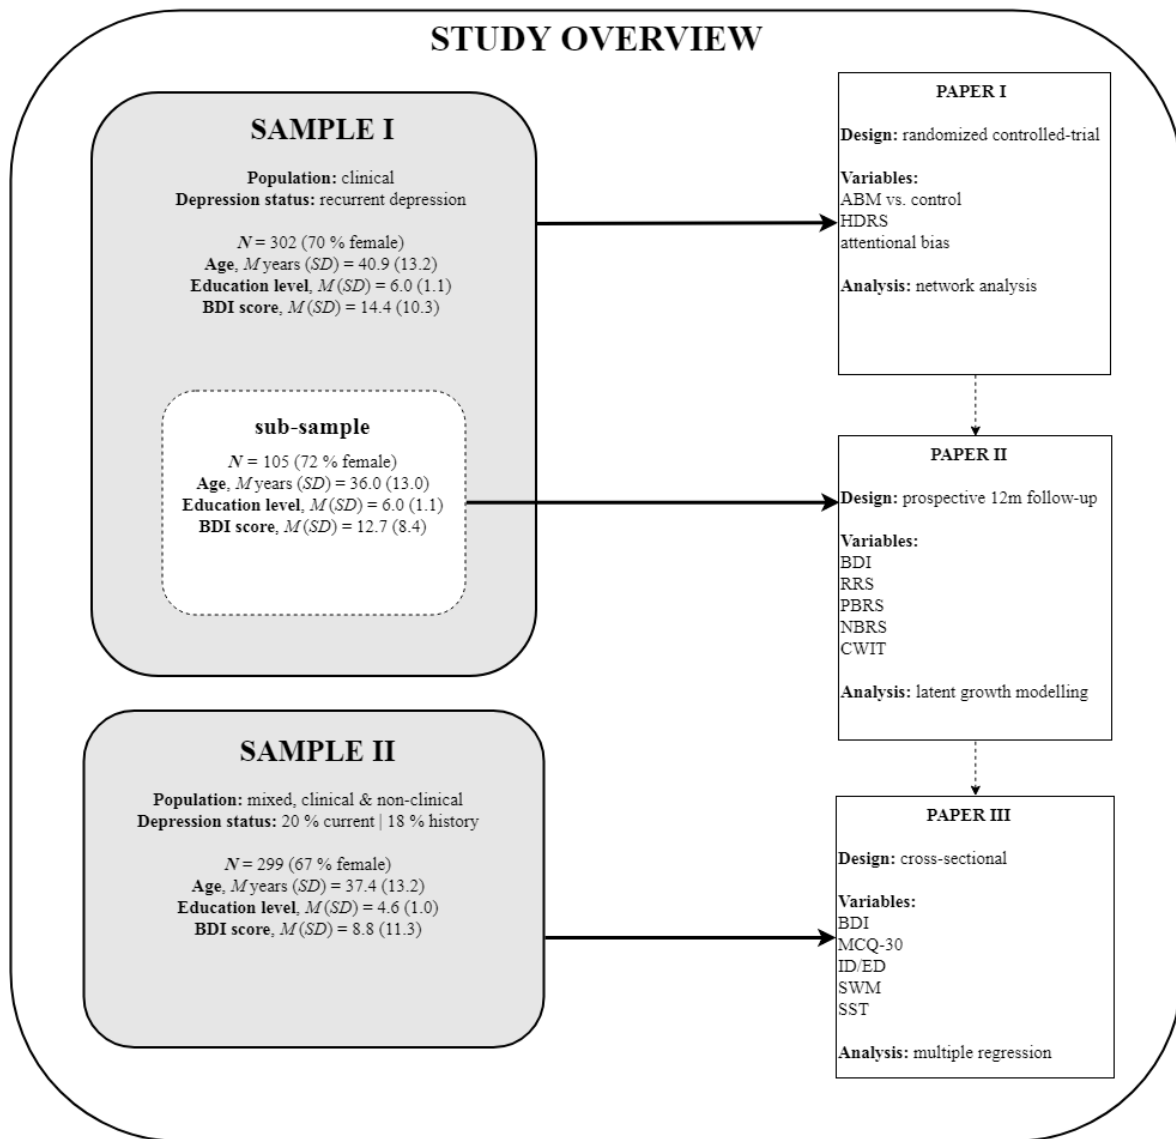 STUDY OVERVIEW
SAMPLE I
Population: clinical
Depression status: recurrent depression
N = 302 (70 % female)
Age, M years (SD) = 40.9 (13.2)
Education level, M (SD) = 6.0 (1.1)
BDI score, M (SD) = 14.4 (10.3)
sub-sample
N = 105 (72 % female)
Age, M years (SD) = 36.0 (13.0)
Education level, M (SD) = 6.0 (1.1)
BDI score, M (SD) = 12.7 (8.4)
SAMPLE II
Population: mixed, clinical & non-clinical
Depression status: 20 % current | 18 % history
N = 299 (67 % female)
Age, M years (SD) = 37.4 (13.2)
Education level, M (SD) = 4.6 (1.0)
BDI score, M (SD) = 8.8 (11.3)
PAPER I
Design: randomized controlled-trial
Variables:
ABM vs. control
HDRS
attentional bias
Analysis: network analysis
PAPER II
Design: prospective 12m follow-up
Variables:
BDI
RRS
PBRS
NBRS
CWIT
Analysis: latent growth modelling
PAPER III
Design: cross-sectional
Variables:
BDI
MCQ-30
ID/ED
SWM
SST
Analysis: multiple regression